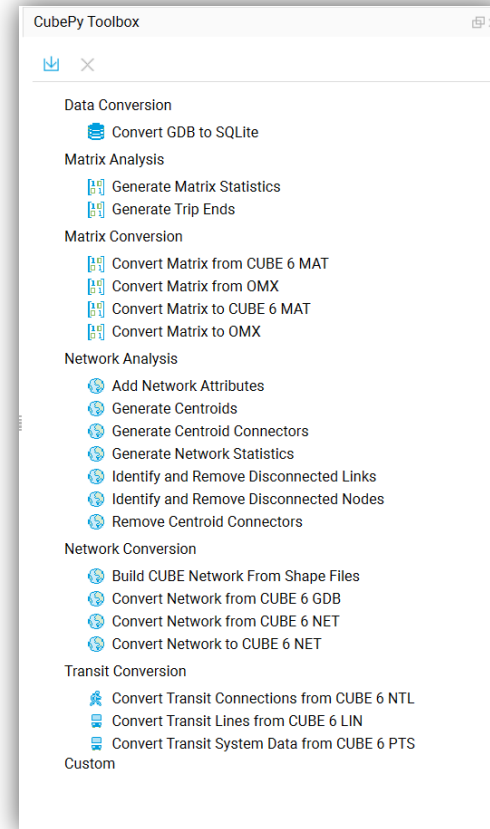 CubePy Toolbox
Data Conversion
Convert GDB to SQLite
Matrix Analysis
Generate Matrix Statistics
Generate Trip Ends
Matrix Conversion
Convert Matrix from CUBE 6 MAT
Convert Matrix from OMX
Convert Matrix to CUBE 6 MAT
Convert Matrix to OMX
Network Analysis
Add Network Attributes
Generate Centroids
Generate Centroid Connectors
Generate Network Statistics
Identify and Remove Disconnected Links
Identify and Remove Disconnected Nodes
Remove Centroid Connectors
Network Conversion
Build CUBE Network From Shape Files
Convert Network from CUBE 6 GDB
Convert Network from CUBE 6 NET
Convert Network to CUBE 6 NET
Transit Conversion
Convert Transit Connections from CUBE 6 NTL
Convert Transit Lines from CUBE 6 LIN
Convert Transit System Data from CUBE 6 PTS
Custom